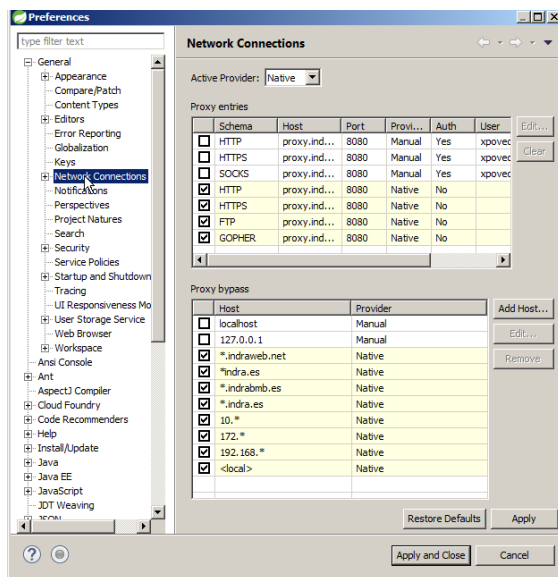 Preferences
type filter text
General
Appearance
Compare/Patch
Content Types
Editors
Error Reporting
Globalization
Keys
Network Connections
Notifications
Perspectives
Project Natures
Search
Security
Service Policies
Startup and Shutdown
Tracing
UI Responsiveness Mo
User Storage Service
Web Browser
Workspace
Ansi Console
Ant
AspectJ Compiler
Cloud Foundry
Code Recommenders
Help
Install/Update
Java
Java EE
JavaScript
JDT Weaving
JSON
Network Connections
Active Provider: Native
Proxy entries
Schema Host Port Provi... Auth User
HTTP proxy.ind... 8080 Manual Yes xpovec
HTTPS proxy.ind... 8080 Manual Yes xpovec
SOCKS proxy.ind... 8080 Manual Yes xpovec
HTTP proxy.ind... 8080 Native No
HTTPS proxy.ind... 8080 Native No
FTP proxy.ind... 8080 Native No
GOPHER proxy.ind... 8080 Native No
Edit...
Clear
Proxy bypass
Host Provider
localhost Manual
127.0.0.1 Manual
*.indraweb.net Native
*indra.es Native
*.indrabmb.es Native
*.indra.es Native
10.* Native
172.* Native
192.168.* Native
<local> Native
Add Host...
Edit...
Remove
Restore Defaults Apply
? Apply and Close Cancel